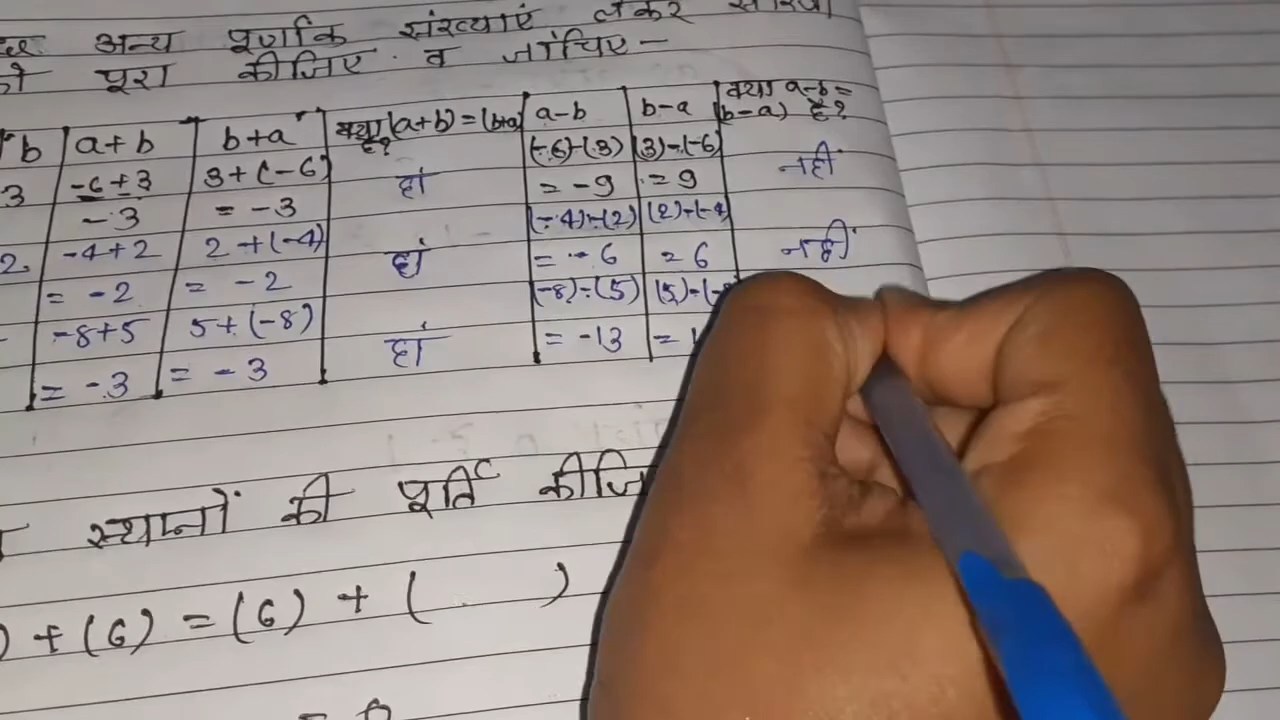 अन्य पूर्णांक संख्याएं लेकर
पूरा कीजिए व जांचिए –
b a+b b+a क्या (a+b) = (b+a) है? a-b b-a क्या a-b = (b-a) है?
3 -6+3 3+(-6) हां (-6)-(3) (3)-(-6) नहीं
-3 = -3 = -9 = 9
2 -4+2 2+(-4) हां (-4)-(2) (2)-(-4 नहीं
= -2 = -2 = -6 = 6
-8+5 5+(-8) हां (-8)-(5) (5)-(-8
= -3 = -3 = -13 = 1
स्थानों की पूर्ति कीजि
) + (6) = (6) + ( )